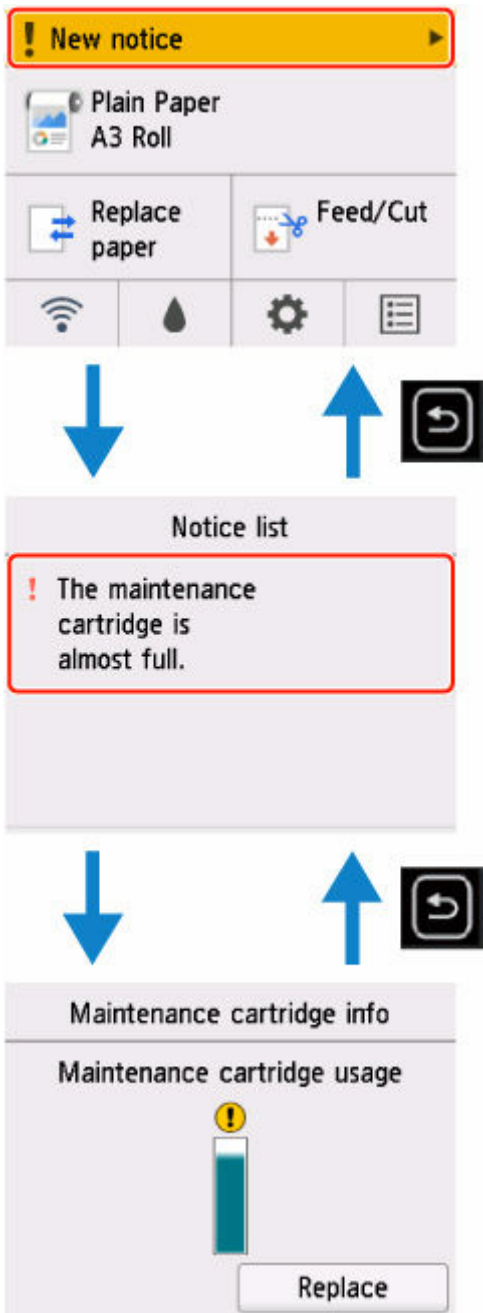 ! New notice
Plain Paper
A3 Roll
Replace
paper
Feed/Cut
Notice list
! The maintenance
cartridge is
almost full.
Maintenance cartridge info
Maintenance cartridge usage
!
Replace